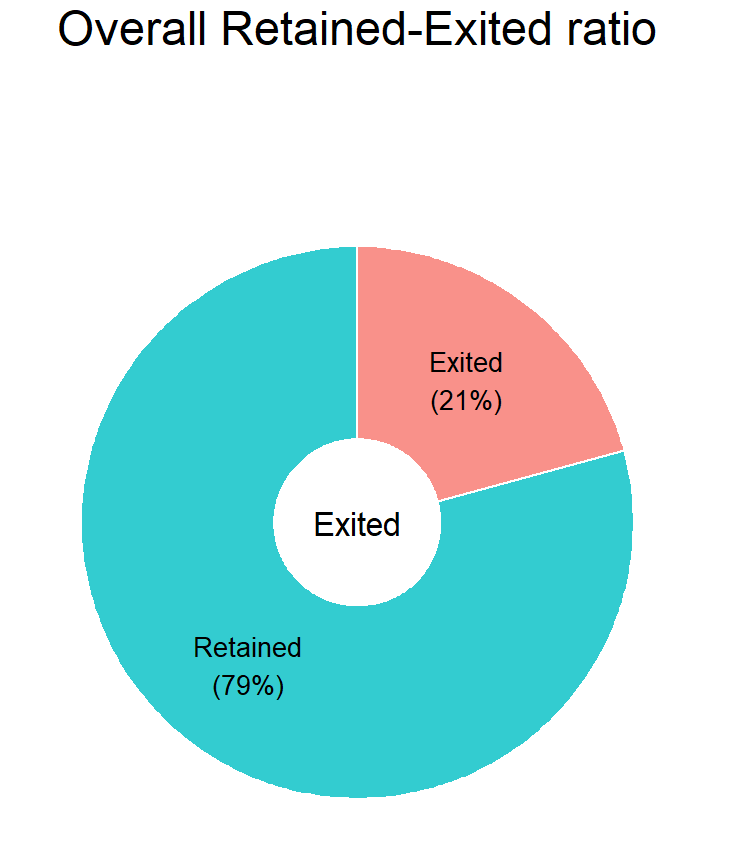 Overall Retained-Exited ratio
Exited
(21%)
Exited
Retained
(79%)